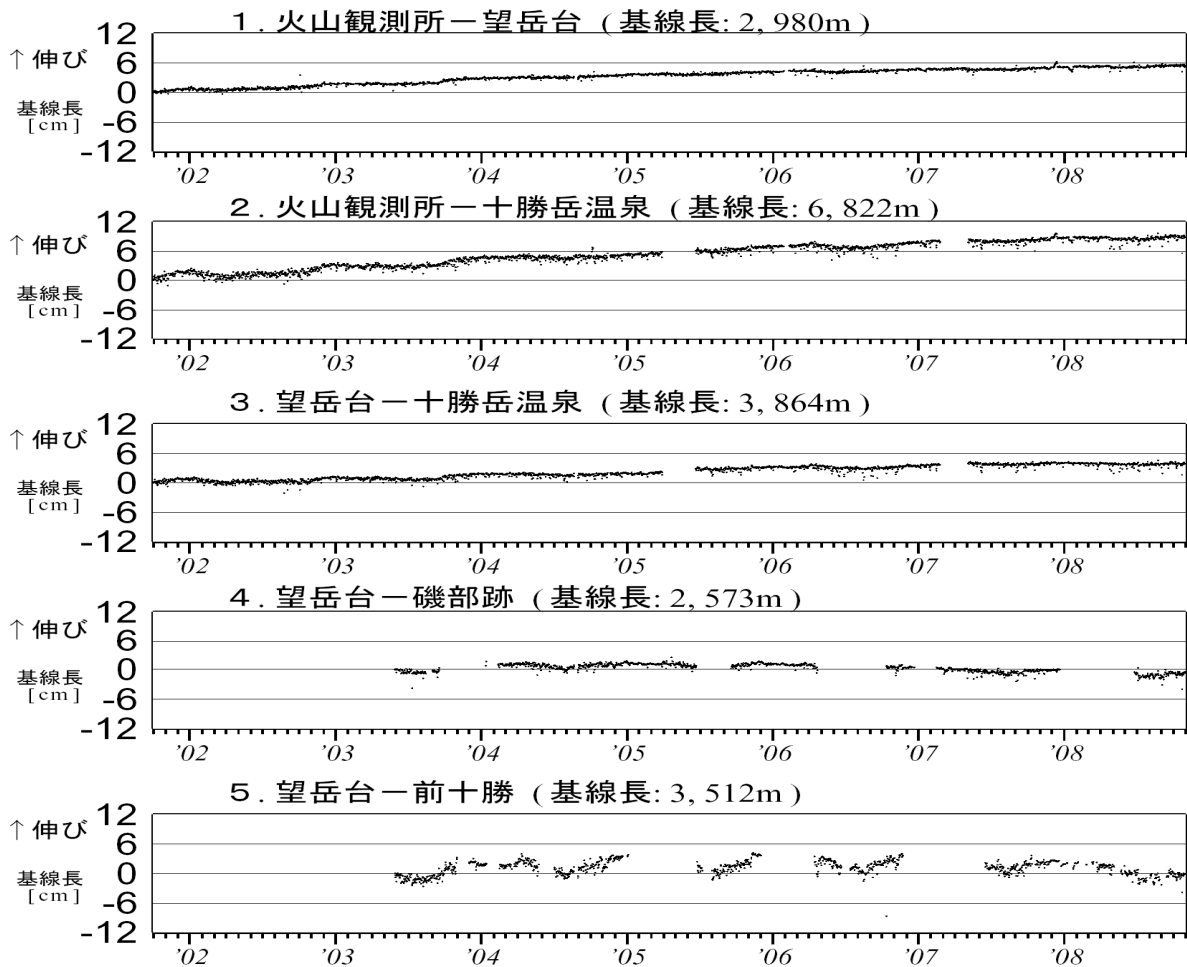 1. 火山観測所－望岳台 (基線長: 2, 980m)
12
↑伸び 6
0
基線長
[cm] -6
-12
'02 '03 '04 '05 '06 '07 '08
2. 火山観測所－十勝岳温泉 (基線長: 6, 822m)
12
↑伸び 6
0
基線長
[cm] -6
-12
'02 '03 '04 '05 '06 '07 '08
3. 望岳台－十勝岳温泉 (基線長: 3, 864m)
12
↑伸び 6
0
基線長
[cm] -6
-12
'02 '03 '04 '05 '06 '07 '08
4. 望岳台－磯部跡 (基線長: 2, 573m)
12
↑伸び 6
0
基線長
[cm] -6
-12
'02 '03 '04 '05 '06 '07 '08
5. 望岳台－前十勝 (基線長: 3, 512m)
12
↑伸び 6
0
基線長
[cm] -6
-12
'02 '03 '04 '05 '06 '07 '08